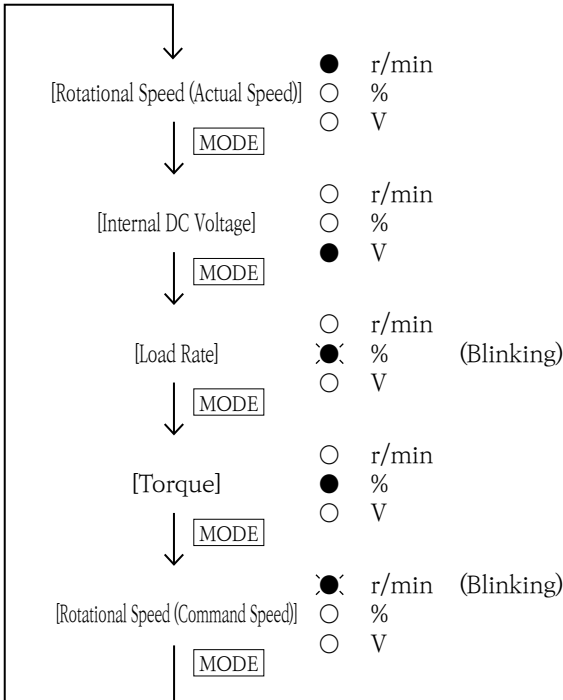 ● r/min
[Rotational Speed (Actual Speed)] ○ %
○ V
MODE
○ r/min
[Internal DC Voltage] ○ %
● V
MODE
○ r/min
[Load Rate] ● % (Blinking)
○ V
MODE
○ r/min
[Torque] ● %
○ V
MODE
● r/min (Blinking)
[Rotational Speed (Command Speed)] ○ %
○ V
MODE